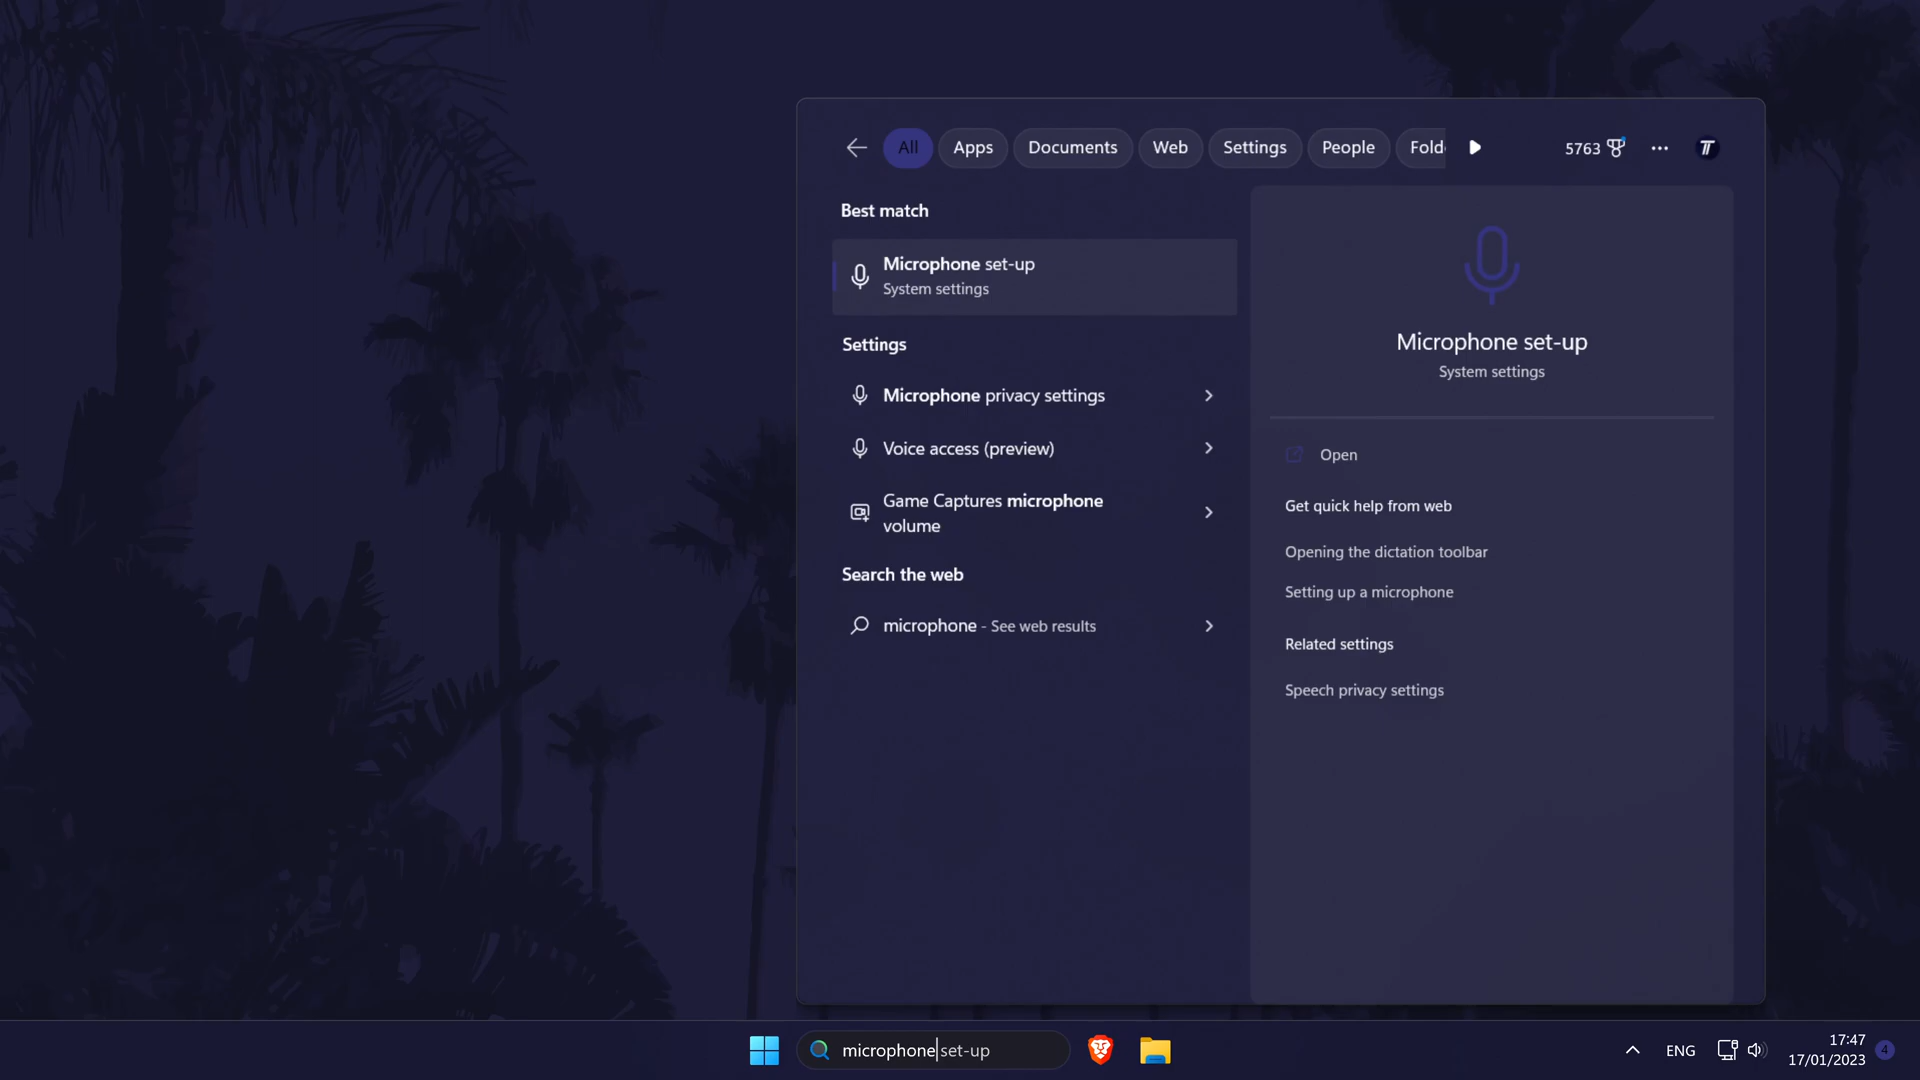 All
Apps
Documents
Web
Settings
People
Fold
5763
Best match
Microphone set-up
System settings
Settings
Microphone privacy settings
Voice access (preview)
Game Captures microphone
volume
Search the web
microphone - See web results
Microphone set-up
System settings
Open
Get quick help from web
Opening the dictation toolbar
Setting up a microphone
Related settings
Speech privacy settings
microphone set-up
ENG
17:47
17/01/2023
4